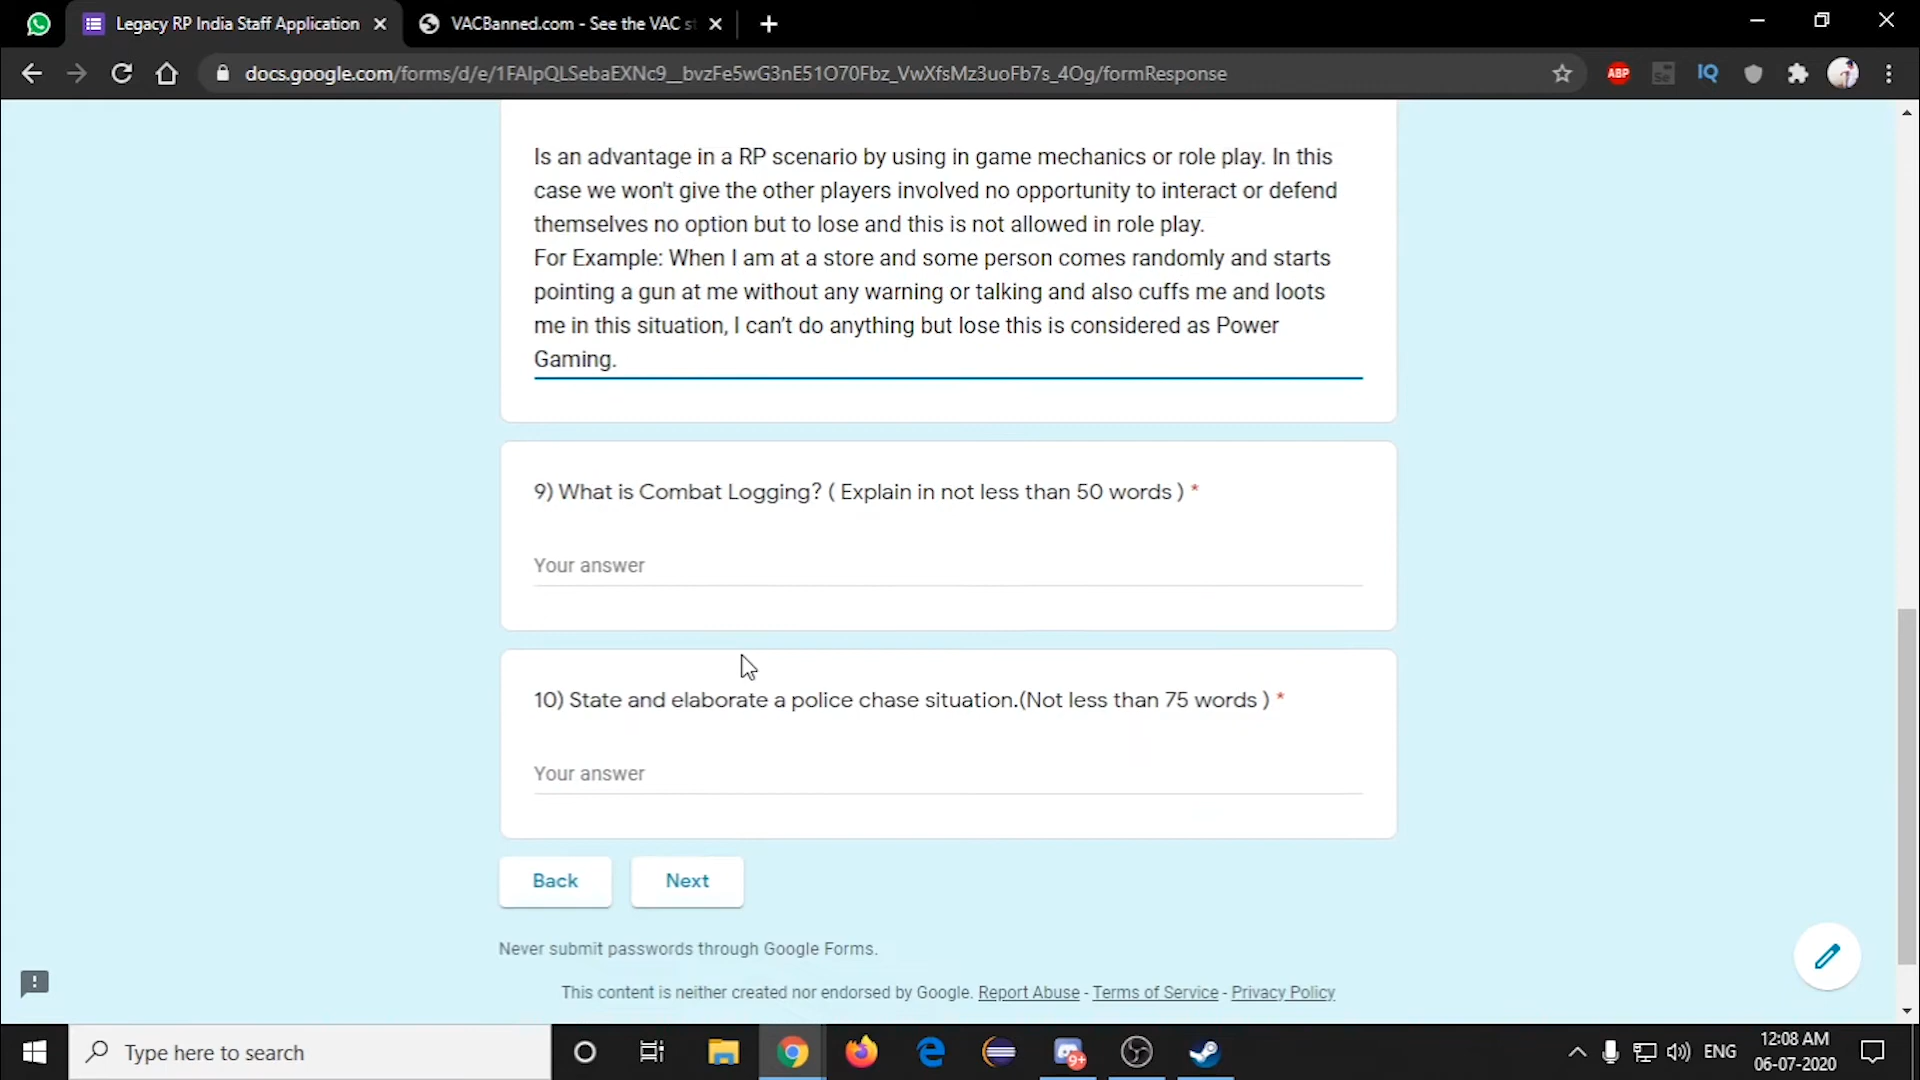 Legacy RP India Staff Application
VACBanned.com - See the VAC s
docs.google.com/forms/d/e/1FAIpQLSebaEXNc9__bvzFe5wG3nE51O70Fbz_VwXfsMz3uoFb7s_4Og/formResponse
ABP
Se
IQ
Is an advantage in a RP scenario by using in game mechanics or role play. In this
case we won't give the other players involved no opportunity to interact or defend
themselves no option but to lose and this is not allowed in role play.
For Example: When I am at a store and some person comes randomly and starts
pointing a gun at me without any warning or talking and also cuffs me and loots
me in this situation, I can't do anything but lose this is considered as Power
Gaming.
9) What is Combat Logging? ( Explain in not less than 50 words ) *
Your answer
10) State and elaborate a police chase situation.(Not less than 75 words ) *
Your answer
Back
Next
Never submit passwords through Google Forms.
This content is neither created nor endorsed by Google. Report Abuse - Terms of Service - Privacy Policy
Type here to search
9+
ENG
12:08 AM
06-07-2020